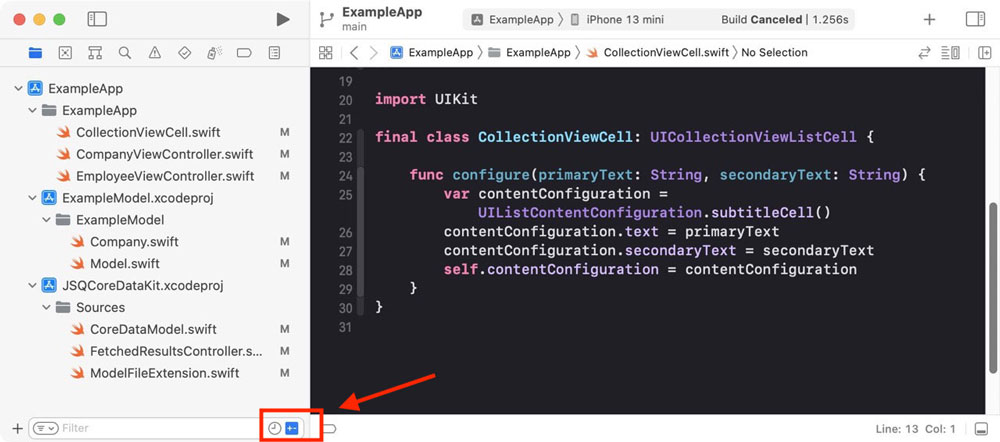 ExampleApp
main
ExampleApp 〉 iPhone 13 mini
Build Canceled | 1.256s
ExampleApp 〉 ExampleApp 〉 CollectionViewCell.swift 〉 No Selection
ExampleApp
ExampleApp
CollectionViewCell.swift M
CompanyViewController.swift M
EmployeeViewController.swift M
ExampleModel.xcodeproj
ExampleModel
Company.swift M
Model.swift M
JSQCoreDataKit.xcodeproj
Sources
CoreDataModel.swift M
FetchedResultsController.s... M
ModelFileExtension.swift M
Filter
19
20 import UIKit
21
22 final class CollectionViewCell: UICollectionViewListCell {
23
24 func configure(primaryText: String, secondaryText: String) {
25 var contentConfiguration =
UIListContentConfiguration.subtitleCell()
26 contentConfiguration.text = primaryText
27 contentConfiguration.secondaryText = secondaryText
28 self.contentConfiguration = contentConfiguration
29 }
30 }
31
Line: 13 Col: 1